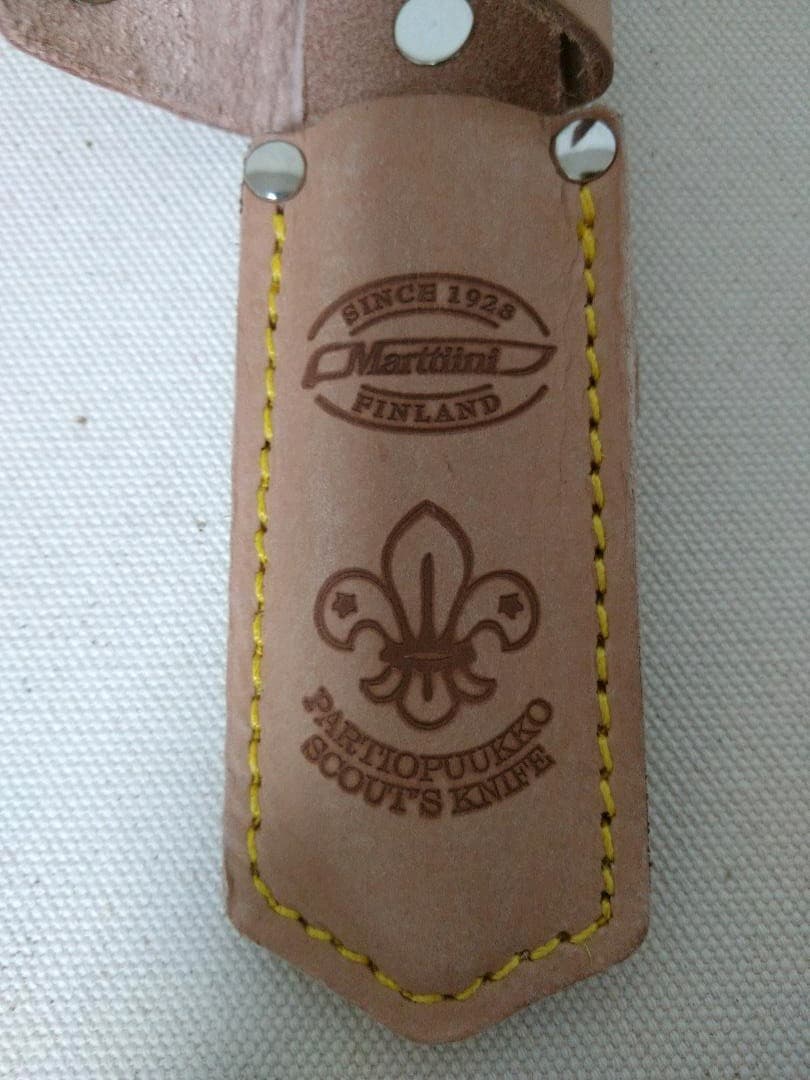 SINCE 1928
Marttiini
FINLAND
PARTIOPUUKKO
SCOUT'S KNIFE